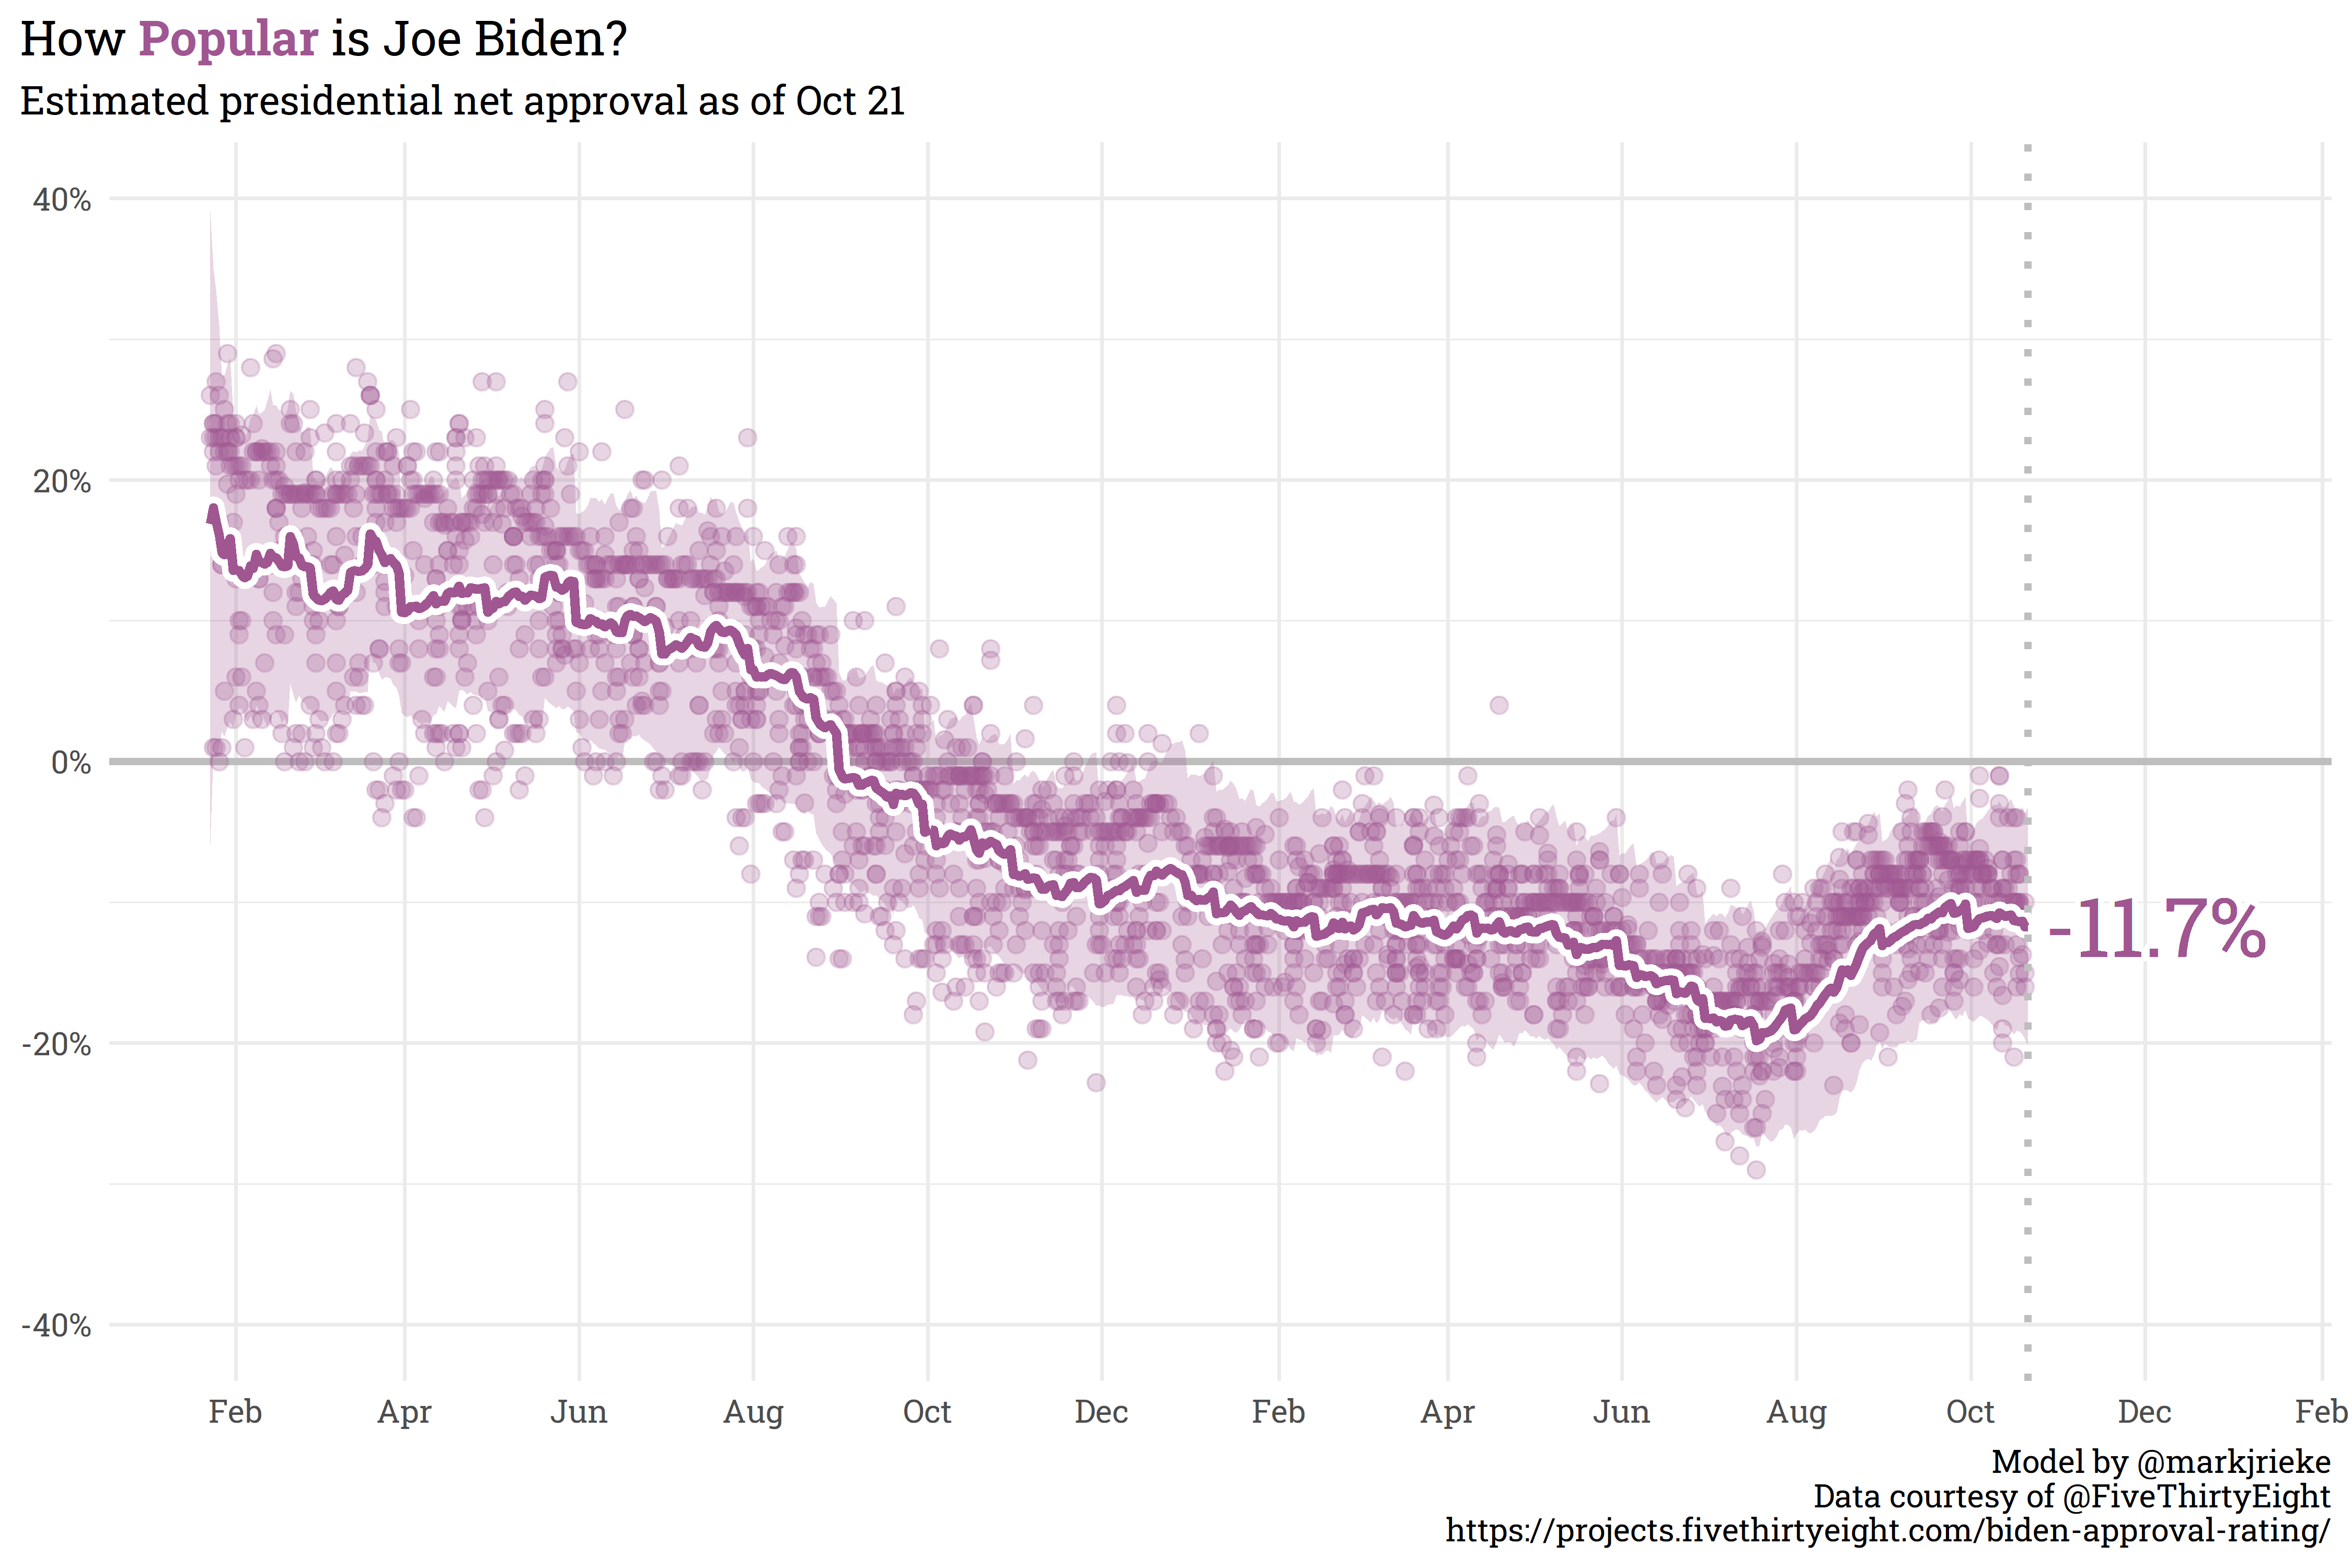 How Popular is Joe Biden?
Estimated presidential net approval as of Oct 21
40%
20%
0%
-20%
-40%
-11.7%
Feb Apr Jun Aug Oct Dec Feb Apr Jun Aug Oct Dec Feb
Model by @markjrieke
Data courtesy of @FiveThirtyEight
https://projects.fivethirtyeight.com/biden-approval-rating/